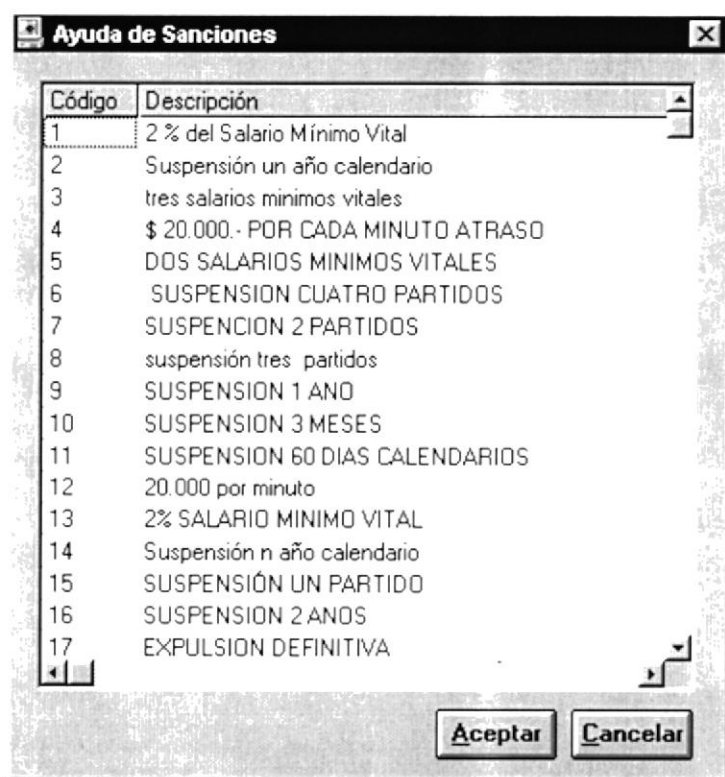 Ayuda de Sanciones
Código Descripción
1 2 % del Salario Mínimo Vital
2 Suspensión un año calendario
3 tres salarios minimos vitales
4 $ 20.000.- POR CADA MINUTO ATRASO
5 DOS SALARIOS MINIMOS VITALES
6 SUSPENSION CUATRO PARTIDOS
7 SUSPENCION 2 PARTIDOS
8 suspensión tres partidos
9 SUSPENSION 1 ANO
10 SUSPENSION 3 MESES
11 SUSPENSION 60 DIAS CALENDARIOS
12 20.000 por minuto
13 2% SALARIO MINIMO VITAL
14 Suspensión n año calendario
15 SUSPENSIÓN UN PARTIDO
16 SUSPENSION 2 ANOS
17 EXPULSION DEFINITIVA
Aceptar Cancelar